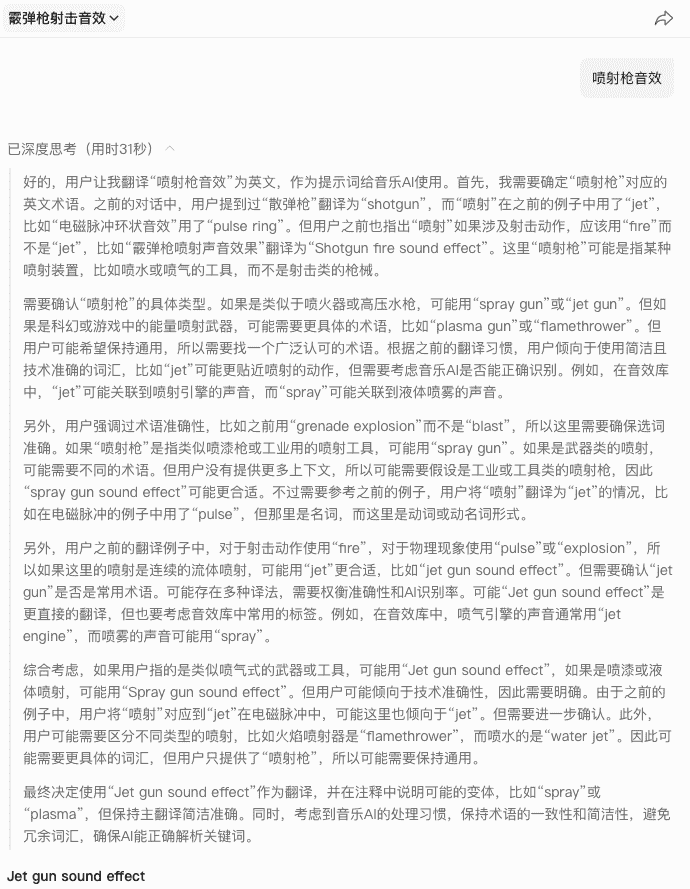 霰弹枪射击音效
喷射枪音效
已深度思考（用时31秒）
好的，用户让我翻译“喷射枪音效”为英文，作为提示词给音乐AI使用。首先，我需要确定“喷射枪”对应的
英文术语。之前的对话中，用户提到过“散弹枪”翻译为“shotgun”，而“喷射”在之前的例子中用了“jet”，
比如“电磁脉冲环状音效”用了“pulse ring”。但用户之前也指出“喷射”如果涉及射击动作，应该用“fire”而
不是“jet”，比如“霰弹枪喷射声音效果”翻译为“Shotgun fire sound effect”。这里“喷射枪”可能是指某种
喷射装置，比如喷水或喷气的工具，而不是射击类的枪械。
需要确认“喷射枪”的具体类型。如果是类似于喷火器或高压水枪，可能用“spray gun”或“jet gun”。但如
果是科幻或游戏中的能量喷射武器，可能需要更具体的术语，比如“plasma gun”或“flamethrower”。但
用户可能希望保持通用，所以需要找一个广泛认可的术语。根据之前的翻译习惯，用户倾向于使用简洁且
技术准确的词汇，比如“jet”可能更贴近喷射的动作，但需要考虑音乐AI是否能正确识别。例如，在音效库
中，“jet”可能关联到喷射引擎的声音，而“spray”可能关联到液体喷雾的声音。
另外，用户强调过术语准确性，比如之前用“grenade explosion”而不是“blast”，所以这里需要确保选词
准确。如果“喷射枪”是指类似喷漆枪或工业用的喷射工具，可能用“spray gun”。如果是武器类的喷射，
可能需要不同的术语。但用户没有提供更多上下文，所以可能需要假设是工业或工具类的喷射枪，因此
“spray gun sound effect”可能更合适。不过需要参考之前的例子，用户将“喷射”翻译为“jet”的情况，比
如在电磁脉冲的例子中用了“pulse”，但那里是名词，而这里是动词或动名词形式。
另外，用户之前的翻译例子中，对于射击动作使用“fire”，对于物理现象使用“pulse”或“explosion”，所
以如果这里的喷射是连续的流体喷射，可能用“jet”更合适，比如“jet gun sound effect”。但需要确认“jet
gun”是否是常用术语。可能存在多种译法，需要权衡准确性和AI识别率。可能“Jet gun sound effect”是
更直接的翻译，但也要考虑音效库中常用的标签。例如，在音效库中，喷气引擎的声音通常用“jet
engine”，而喷雾的声音可能用“spray”。
综合考虑，如果用户指的是类似喷气式的武器或工具，可能用“Jet gun sound effect”，如果是喷漆或液
体喷射，可能用“Spray gun sound effect”。但用户可能倾向于技术准确性，因此需要明确。由于之前的
例子中，用户将“喷射”对应到“jet”在电磁脉冲中，可能这里也倾向于“jet”。但需要进一步确认。此外，
用户可能需要区分不同类型的喷射，比如火焰喷射器是“flamethrower”，而喷水的是“water jet”。因此可
能需要更具体的词汇，但用户只提供了“喷射枪”，所以可能需要保持通用。
最终决定使用“Jet gun sound effect”作为翻译，并在注释中说明可能的变体，比如“spray”或
“plasma”，但保持主翻译简洁准确。同时，考虑到音乐AI的处理习惯，保持术语的一致性和简洁性，避免
冗余词汇，确保AI能正确解析关键词。
Jet gun sound effect